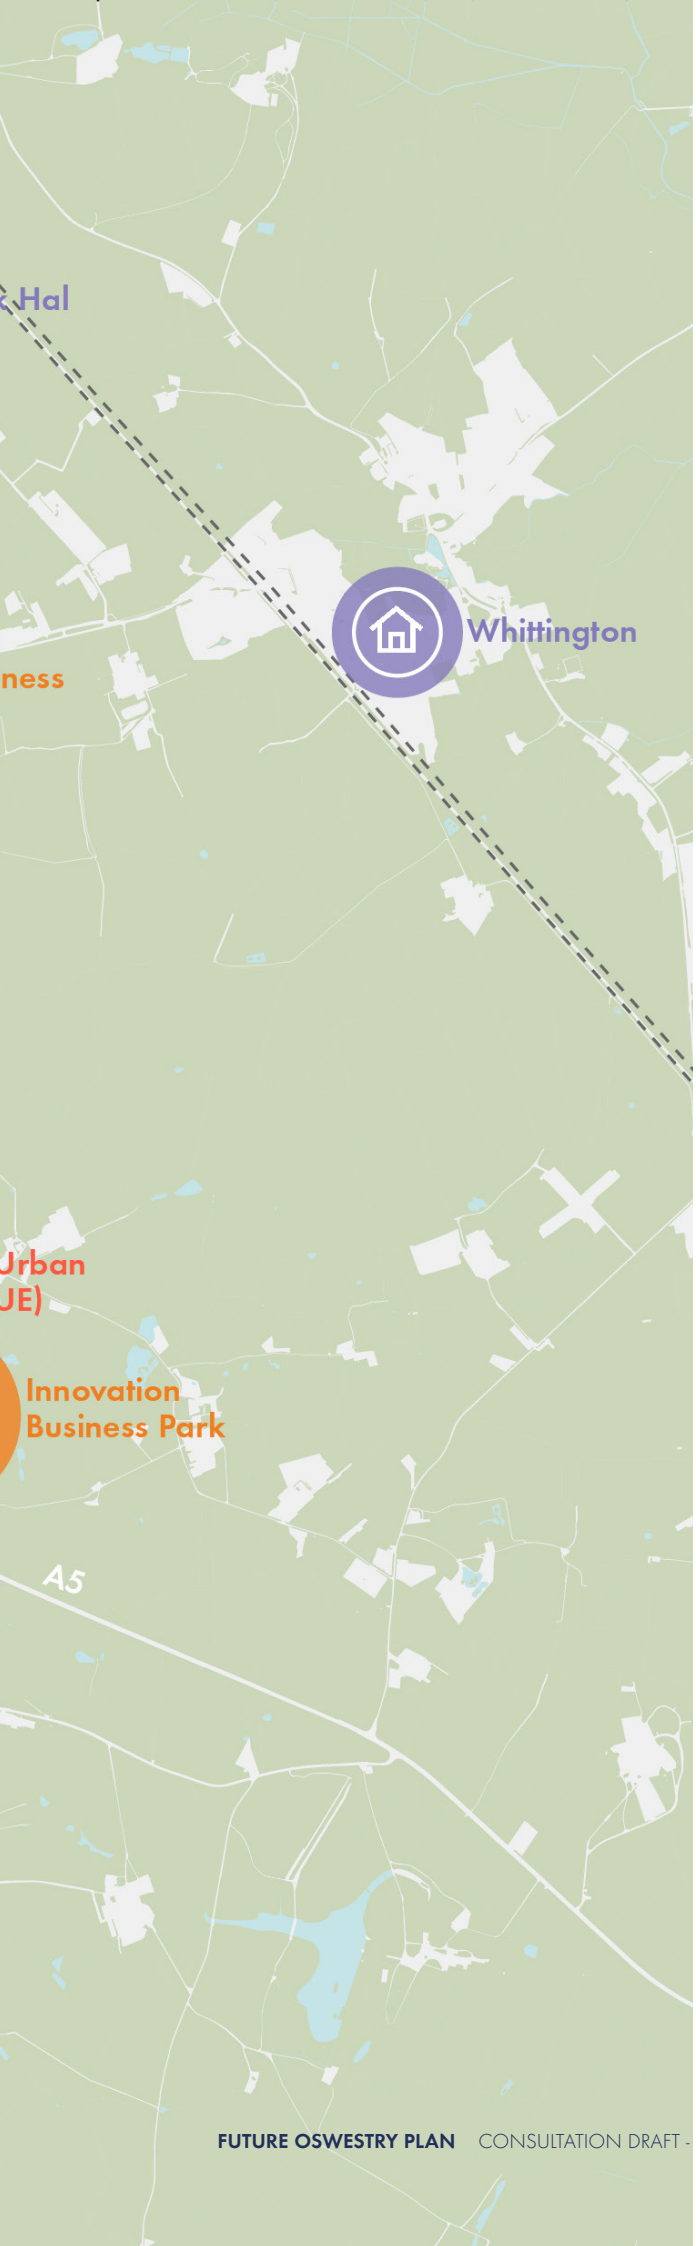 k Hal
Whittington
ness
Urban
UE)
Innovation
Business Park
A5
FUTURE OSWESTRY PLAN CONSULTATION DRAFT -